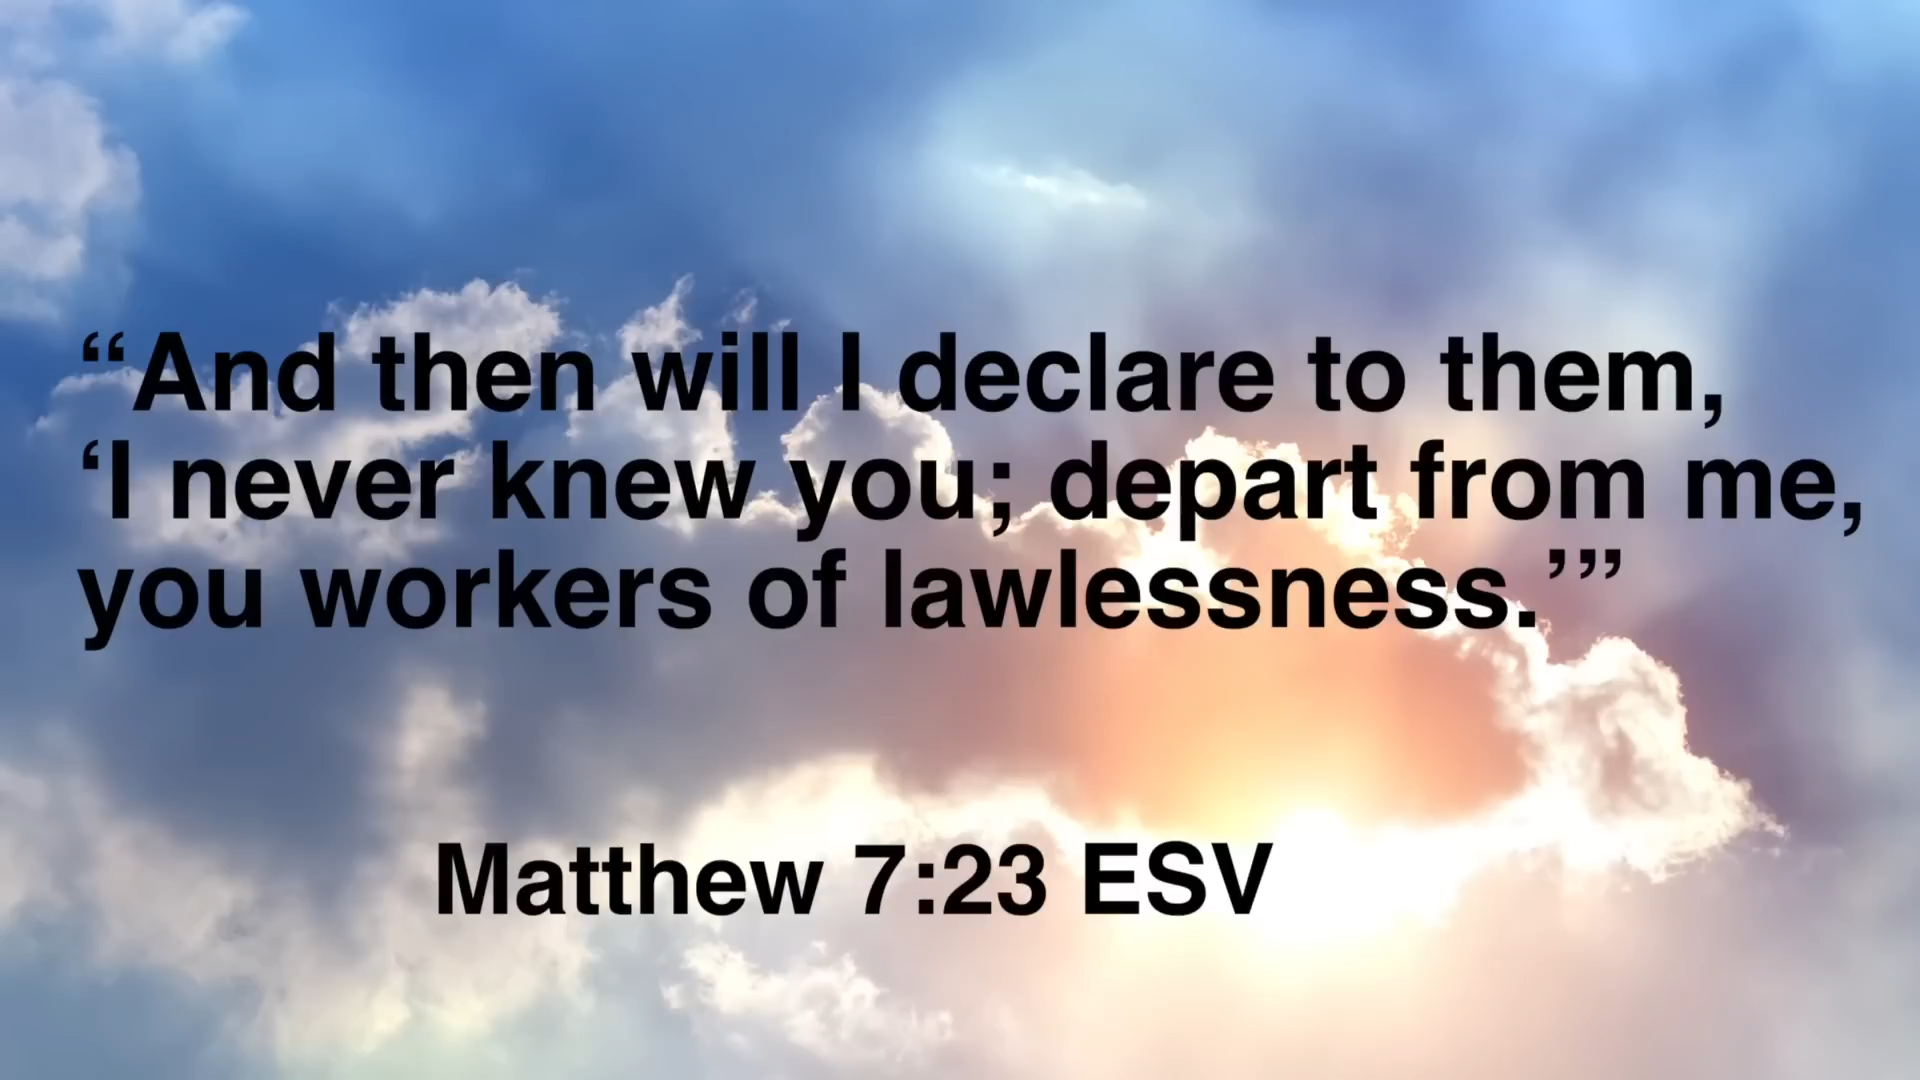 “And then will I declare to them,
‘I never knew you; depart from me,
you workers of lawlessness.’”
Matthew 7:23 ESV